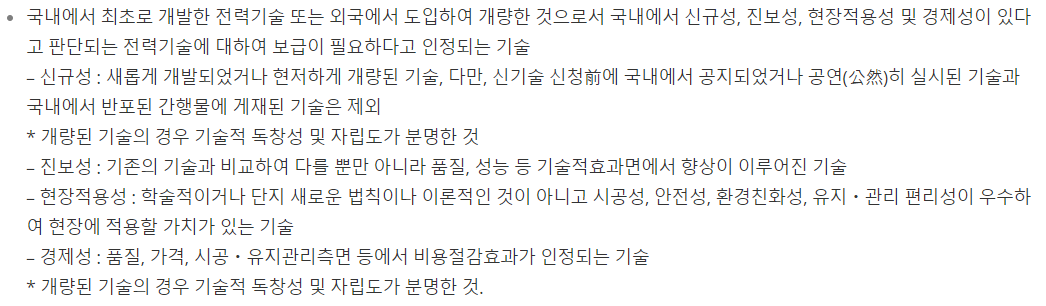 • 국내에서 최초로 개발한 전력기술 또는 외국에서 도입하여 개량한 것으로서 국내에서 신규성, 진보성, 현장적용성 및 경제성이 있다
고 판단되는 전력기술에 대하여 보급이 필요하다고 인정되는 기술
– 신규성 : 새롭게 개발되었거나 현저하게 개량된 기술, 다만, 신기술 신청前에 국내에서 공지되었거나 공연(公然)히 실시된 기술과
국내에서 반포된 간행물에 게재된 기술은 제외
* 개량된 기술의 경우 기술적 독창성 및 자립도가 분명한 것
– 진보성 : 기존의 기술과 비교하여 다를 뿐만 아니라 품질, 성능 등 기술적효과면에서 향상이 이루어진 기술
– 현장적용성 : 학술적이거나 단지 새로운 법칙이나 이론적인 것이 아니고 시공성, 안전성, 환경친화성, 유지・관리 편리성이 우수하
여 현장에 적용할 가치가 있는 기술
– 경제성 : 품질, 가격, 시공・유지관리측면 등에서 비용절감효과가 인정되는 기술
* 개량된 기술의 경우 기술적 독창성 및 자립도가 분명한 것.